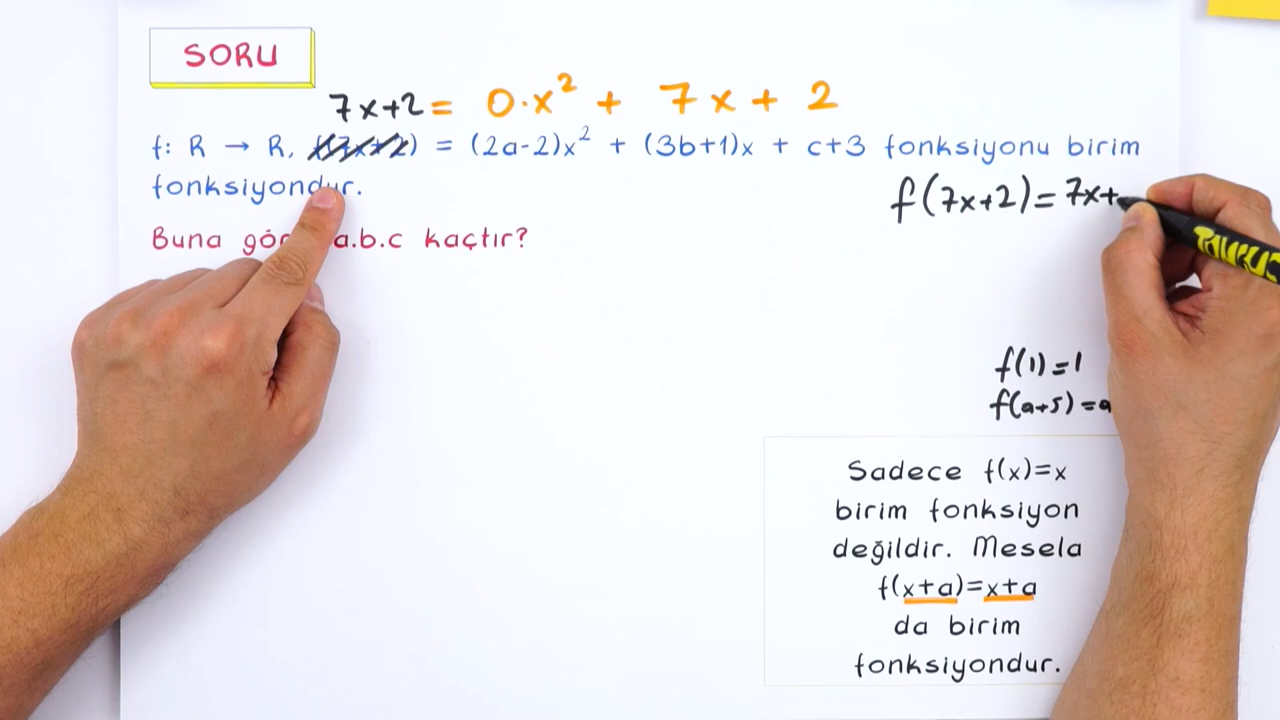 SORU
7x+2 = 0·x² + 7x + 2
f: R → R, f(7x+2) = (2a-2)x² + (3b+1)x + c+3 fonksiyonu birim
fonksiyondur.
f(7x+2) = 7x+
Buna a.b.c kaçtır?
f(1) = 1
f(a+5) = a
Sadece f(x)=x
birim fonksiyon
değildir. Mesela
f(x+a)=x+a
da birim
fonksiyondur.